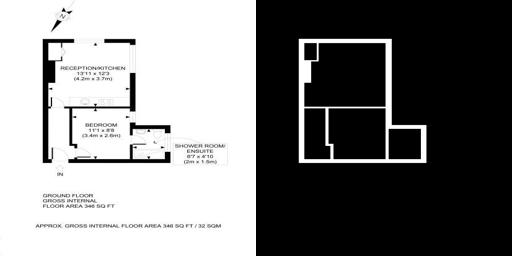 N
RECEPTION/KITCHEN
13'11 x 12'3
(4.2m x 3.7m)
BEDROOM
11'1 x 8'8
(3.4m x 2.6m)
SHOWER ROOM/
ENSUITE
6'7 x 4'10
(2m x 1.5m)
IN
GROUND FLOOR
GROSS INTERNAL
FLOOR AREA 346 SQ FT
APPROX. GROSS INTERNAL FLOOR AREA 346 SQ FT / 32 SQM